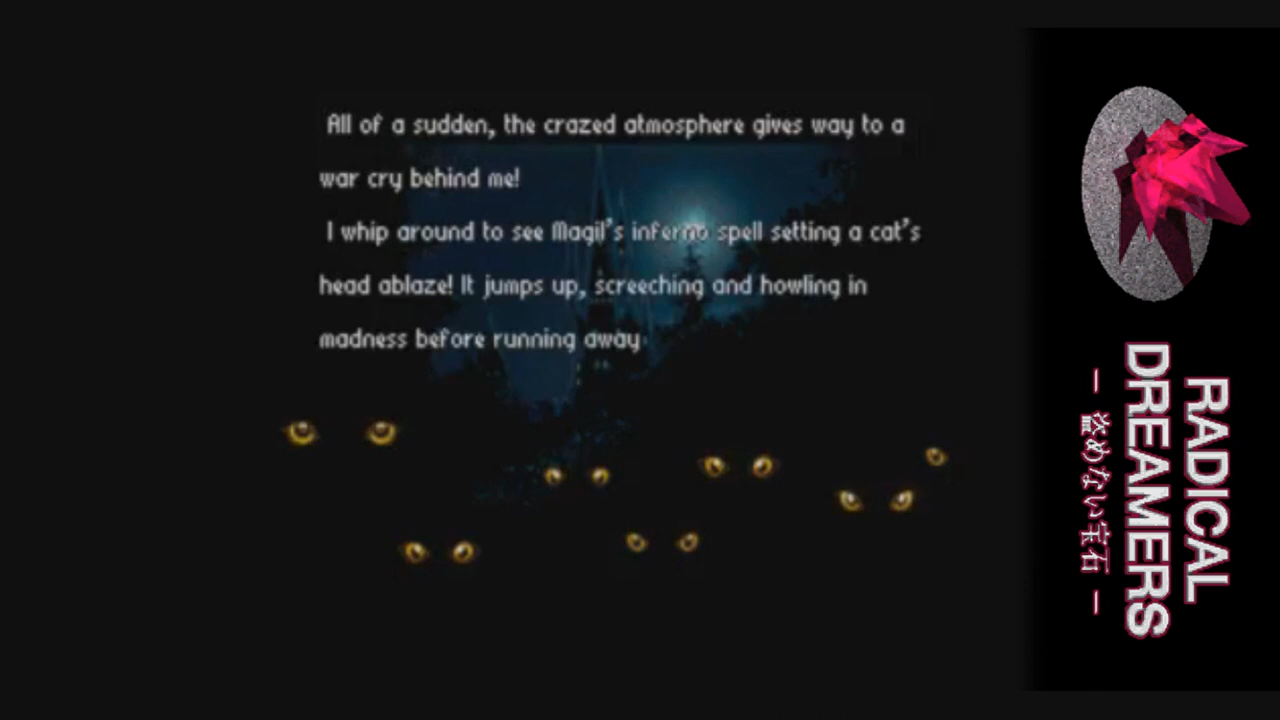 All of a sudden, the crazed atmosphere gives way to a
war cry behind me!
I whip around to see Magil's inferno spell setting a cat's
head ablaze! It jumps up, screeching and howling in
madness before running away
RADICAL
DREAMERS
— 盗めない宝石 —